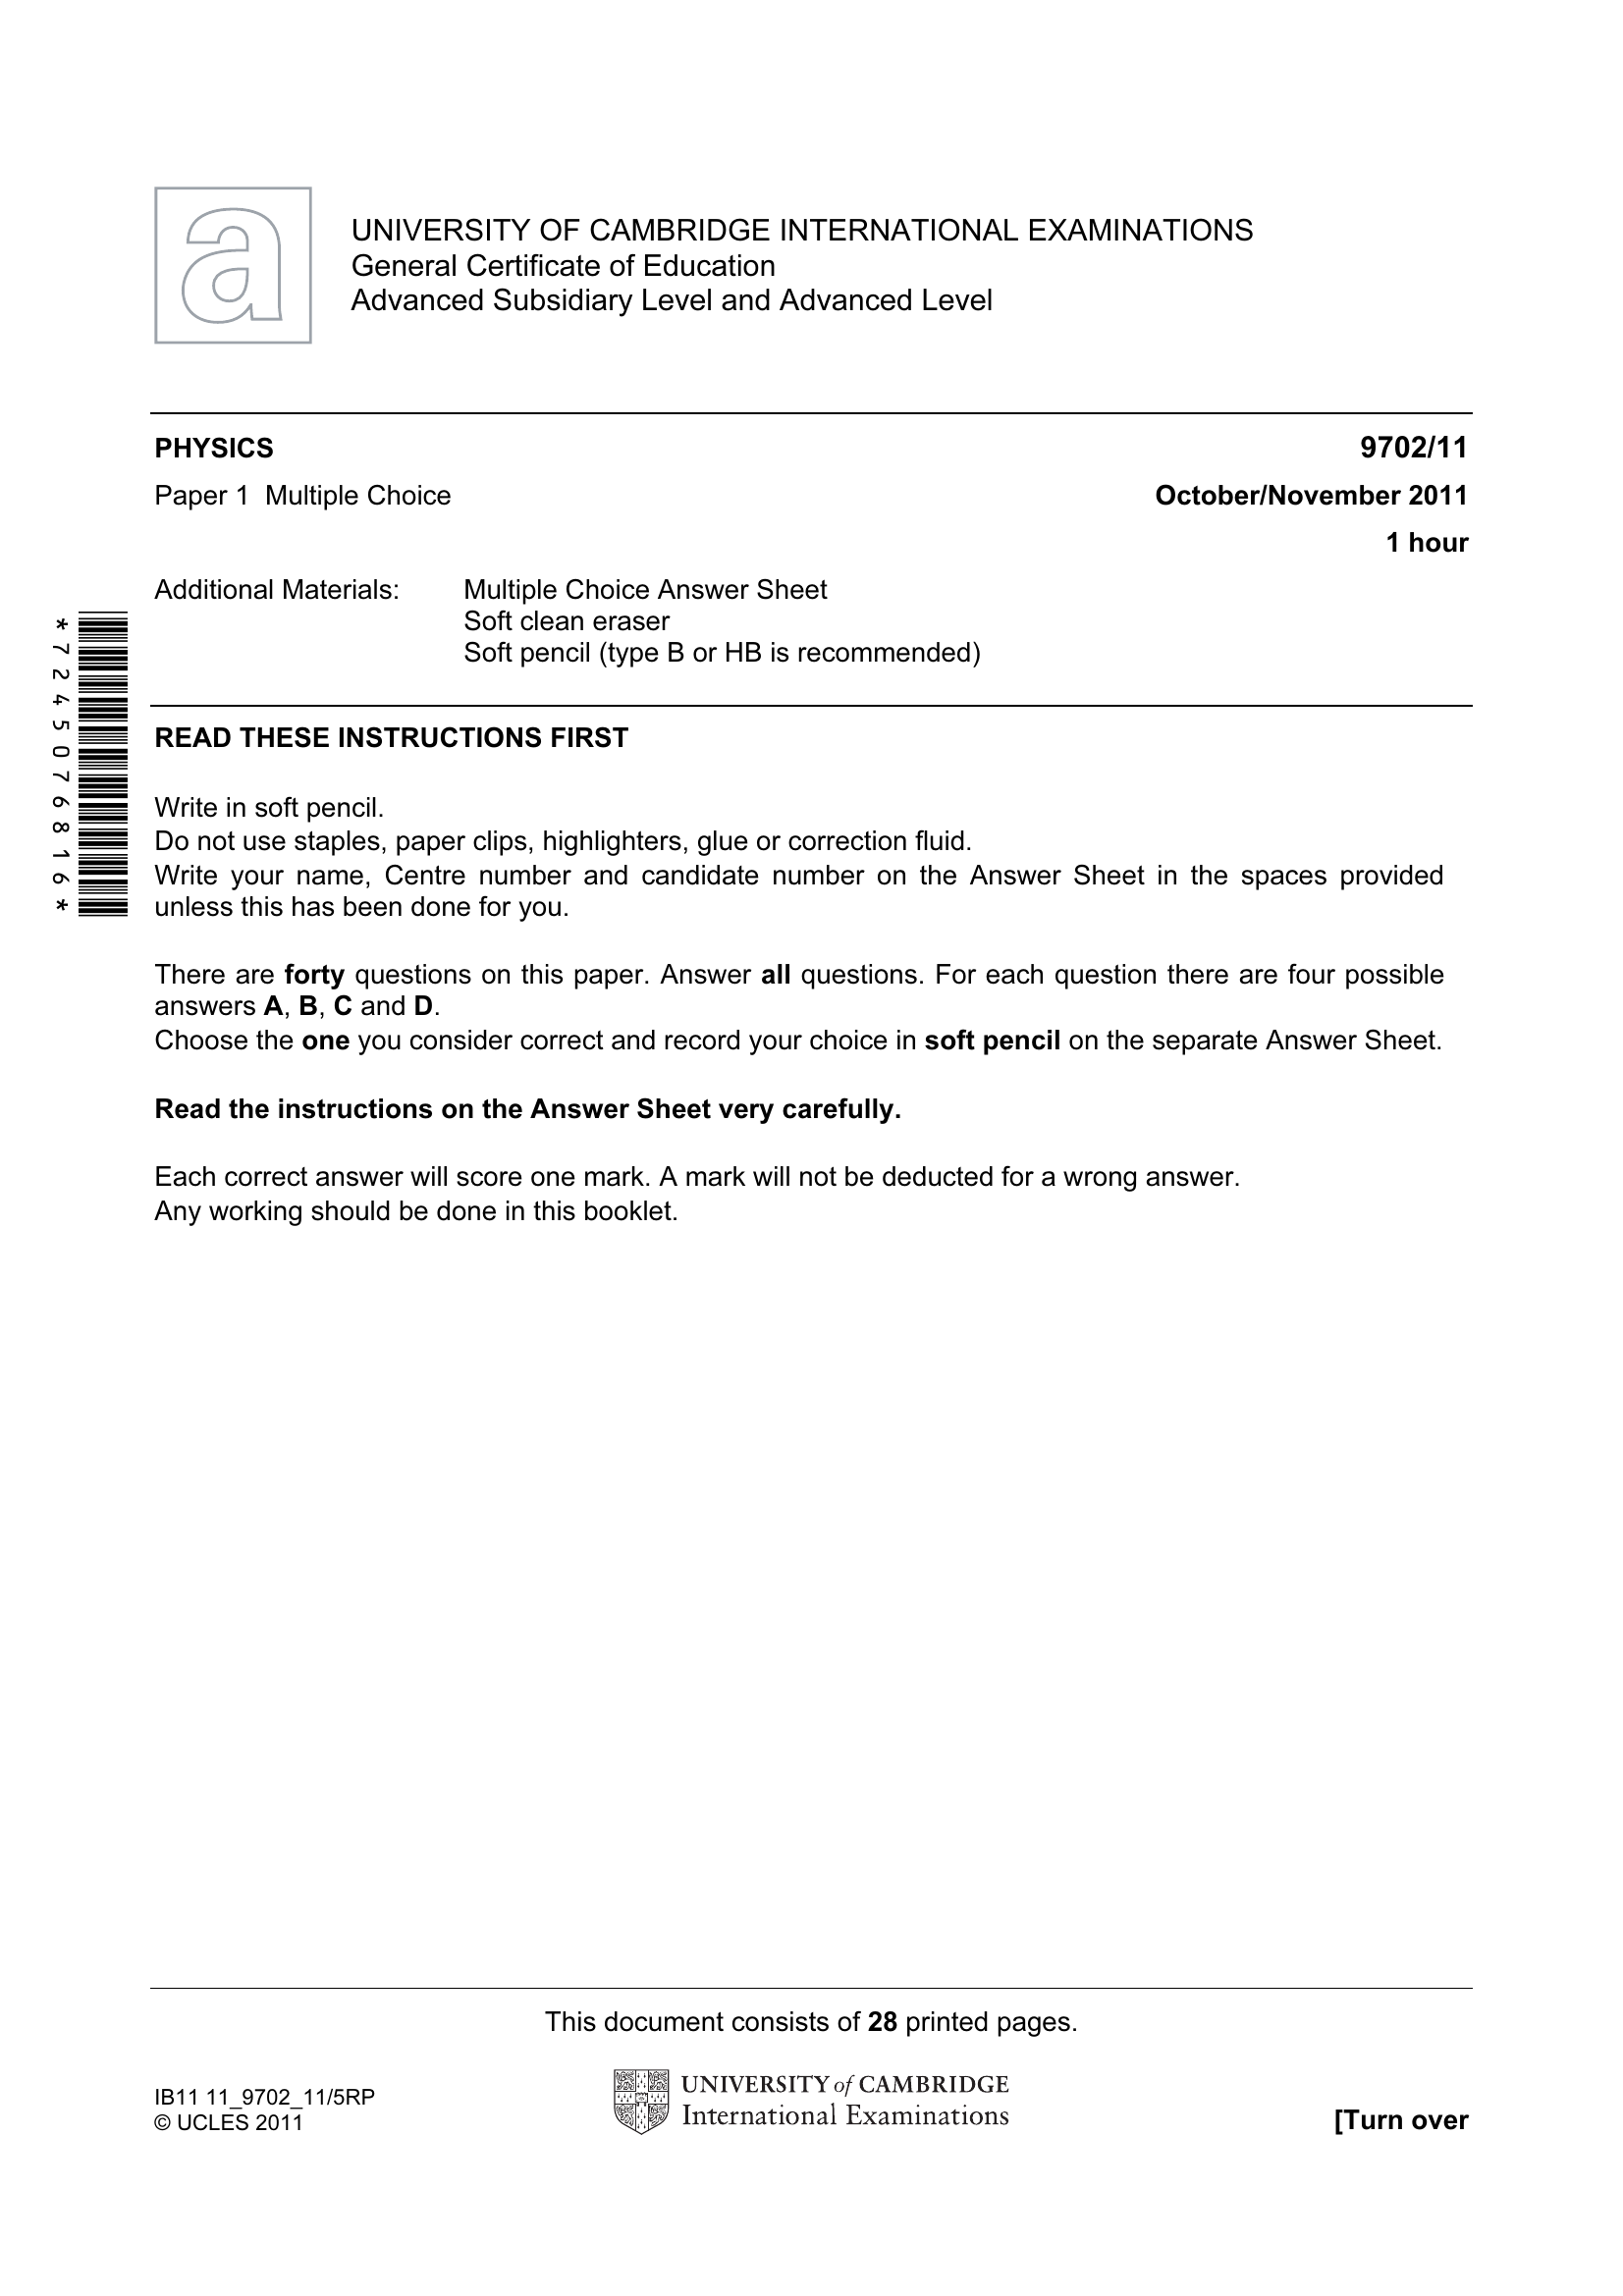 a
UNIVERSITY OF CAMBRIDGE INTERNATIONAL EXAMINATIONS
General Certificate of Education
Advanced Subsidiary Level and Advanced Level
PHYSICS 9702/11
Paper 1 Multiple Choice October/November 2011
1 hour
Additional Materials: Multiple Choice Answer Sheet
Soft clean eraser
Soft pencil (type B or HB is recommended)
*7245076816*
READ THESE INSTRUCTIONS FIRST
Write in soft pencil.
Do not use staples, paper clips, highlighters, glue or correction fluid.
Write your name, Centre number and candidate number on the Answer Sheet in the spaces provided
unless this has been done for you.
There are forty questions on this paper. Answer all questions. For each question there are four possible
answers A, B, C and D.
Choose the one you consider correct and record your choice in soft pencil on the separate Answer Sheet.
Read the instructions on the Answer Sheet very carefully.
Each correct answer will score one mark. A mark will not be deducted for a wrong answer.
Any working should be done in this booklet.
This document consists of 28 printed pages.
IB11 11_9702_11/5RP
© UCLES 2011
UNIVERSITY of CAMBRIDGE
International Examinations
[Turn over